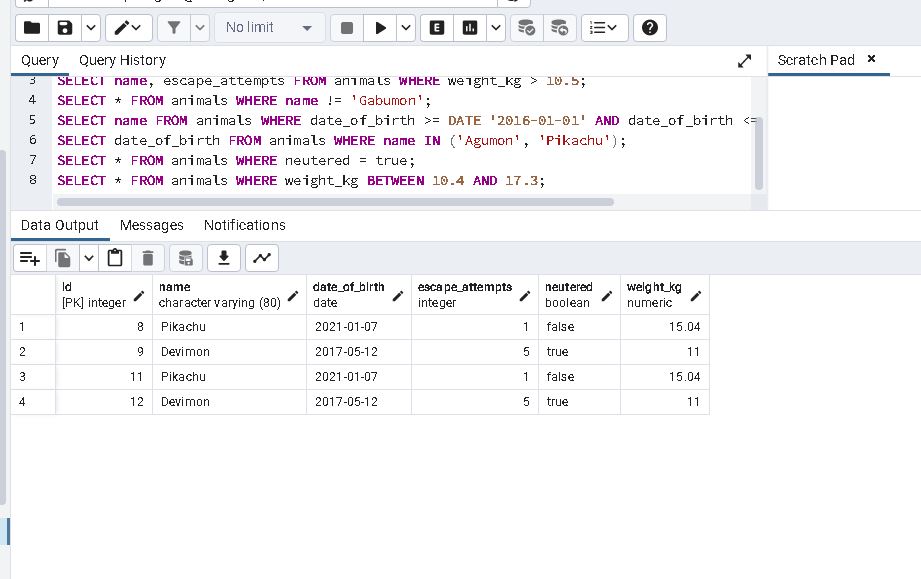 No limit
Query Query History
Scratch Pad
3 SELECT name, escape_attempts FROM animals WHERE weight_kg > 10.5;
4 SELECT * FROM animals WHERE name != 'Gabumon';
5 SELECT name FROM animals WHERE date_of_birth >= DATE '2016-01-01' AND date_of_birth <=
6 SELECT date_of_birth FROM animals WHERE name IN ('Agumon', 'Pikachu');
7 SELECT * FROM animals WHERE neutered = true;
8 SELECT * FROM animals WHERE weight_kg BETWEEN 10.4 AND 17.3;
Data Output Messages Notifications
id name date_of_birth escape_attempts neutered weight_kg
[PK] integer character varying (80) date integer boolean numeric
1 8 Pikachu 2021-01-07 1 false 15.04
2 9 Devimon 2017-05-12 5 true 11
3 11 Pikachu 2021-01-07 1 false 15.04
4 12 Devimon 2017-05-12 5 true 11